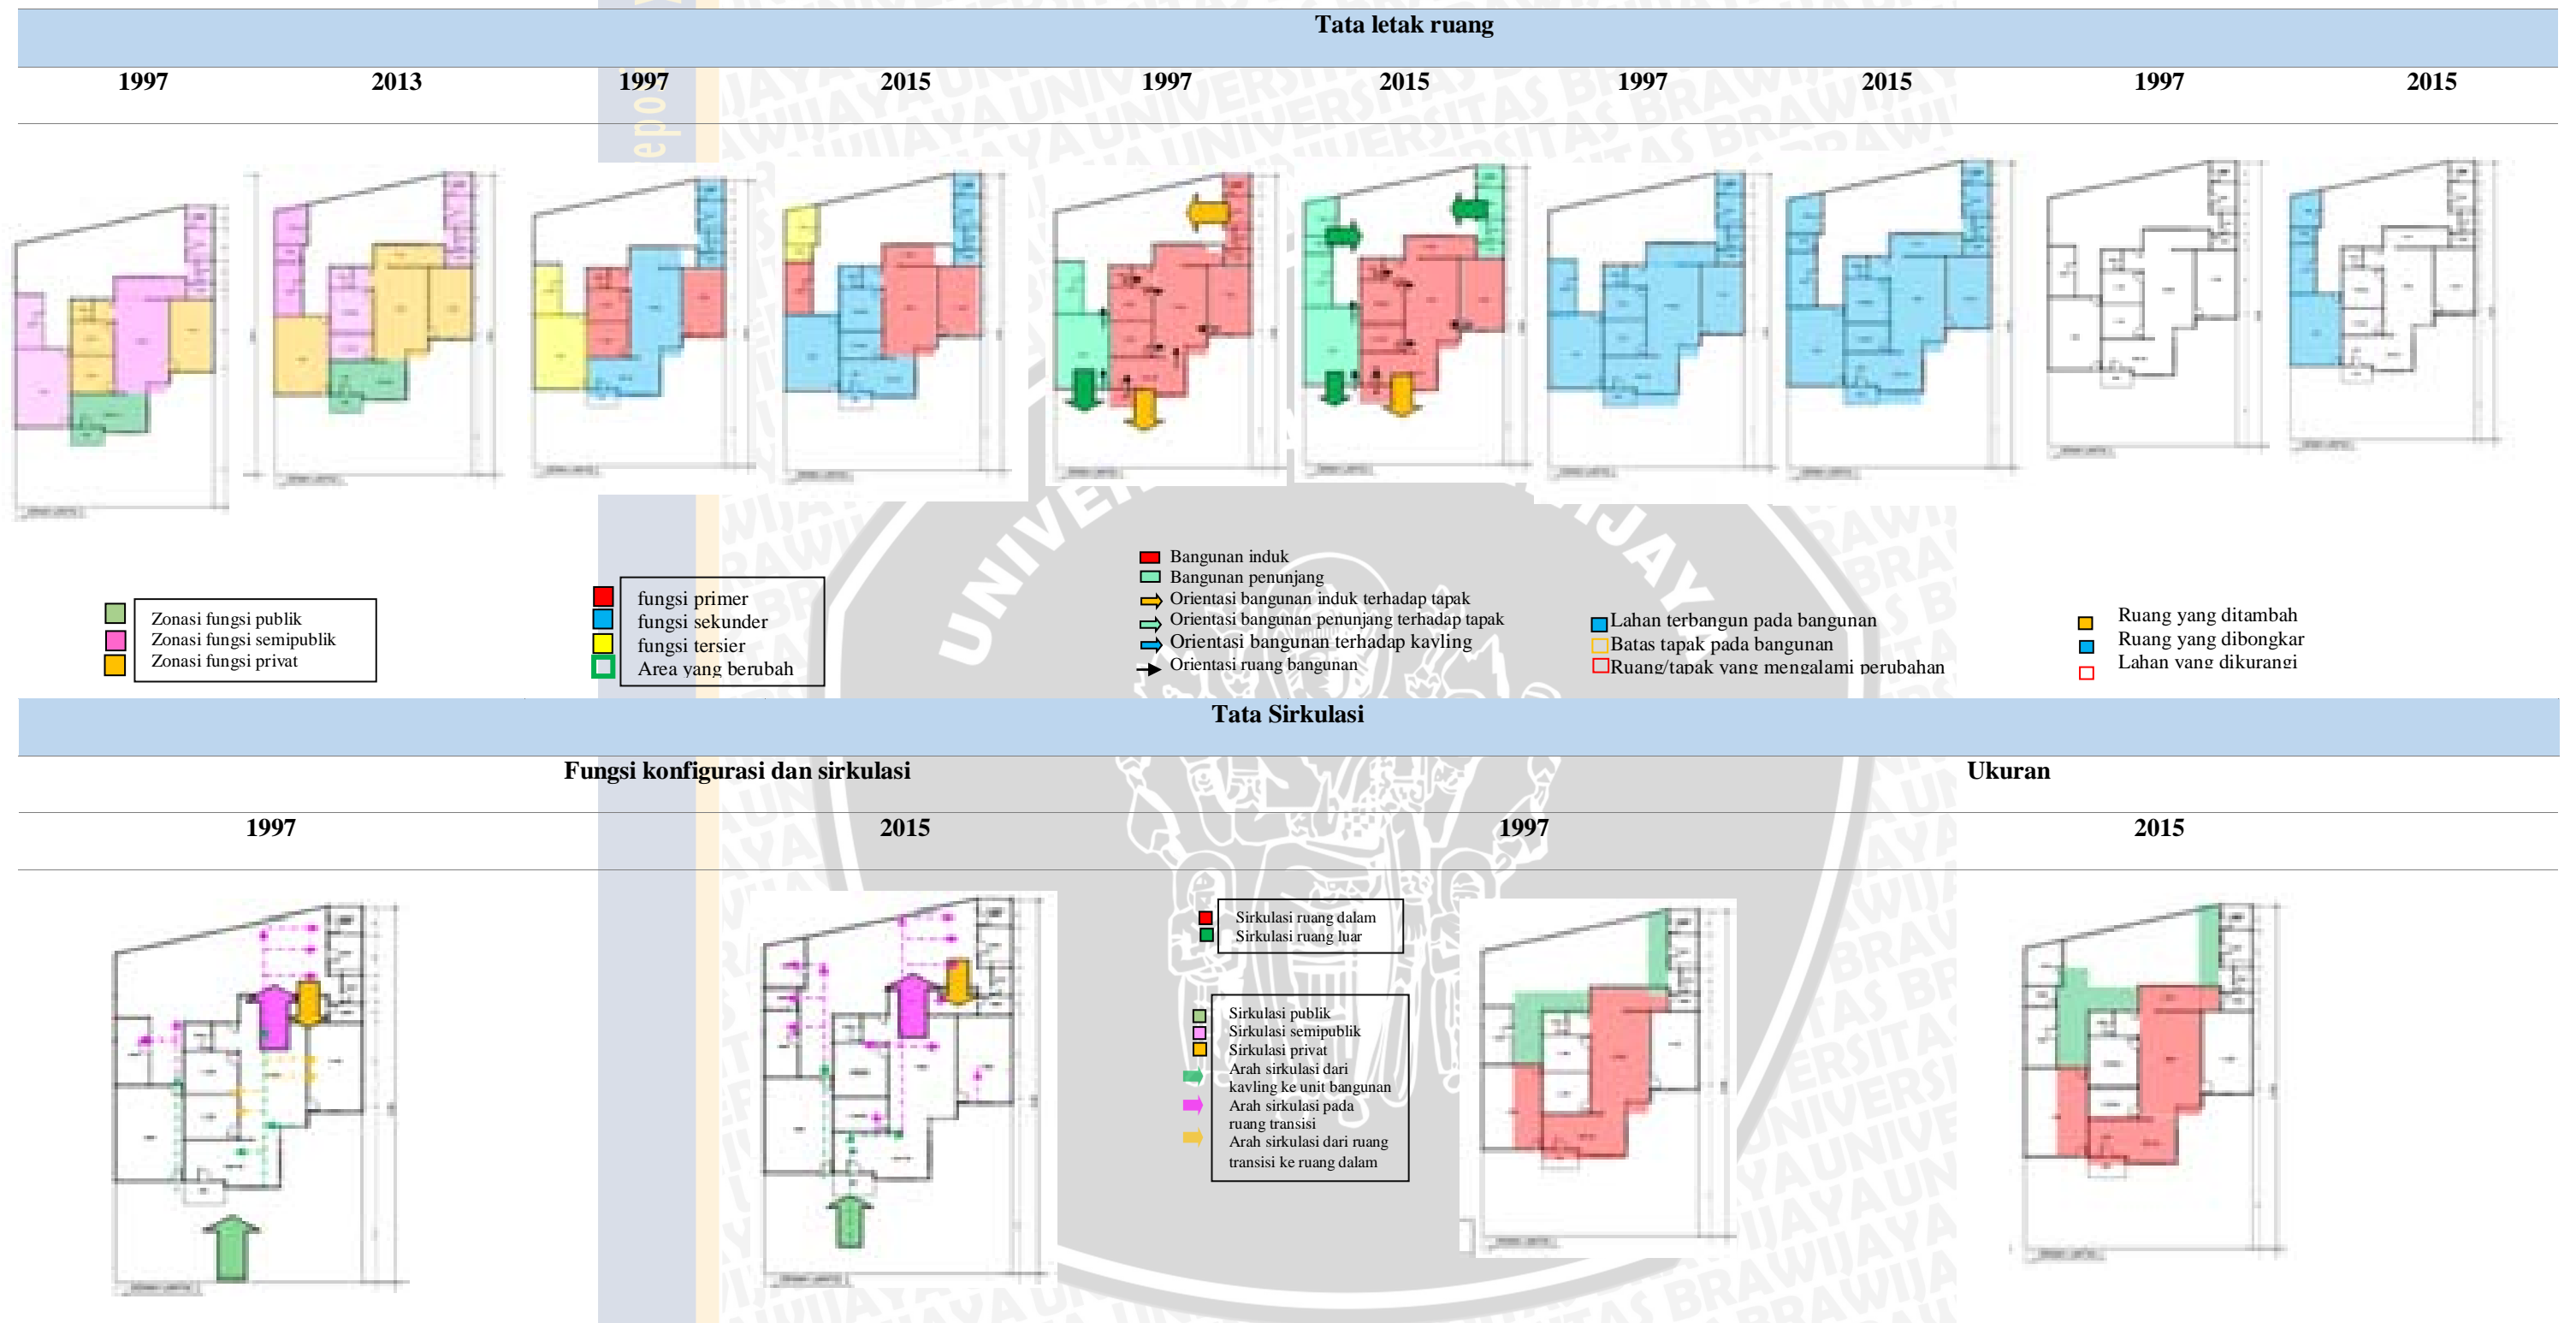 Tata letak ruang
1997 2013 1997 2015 1997 2015 1997 2015 1997 2015
Zonasi fungsi publik
Zonasi fungsi semipublik
Zonasi fungsi privat
fungsi primer
fungsi sekunder
fungsi tersier
Area yang berubah
Bangunan induk
Bangunan penunjang
Orientasi bangunan induk terhadap tapak
Orientasi bangunan penunjang terhadap tapak
Orientasi bangunan terhadap kavling
Orientasi ruang bangunan
Lahan terbangun pada bangunan
Batas tapak pada bangunan
Ruang/tapak yang mengalami perubahan
Ruang yang ditambah
Ruang yang dibongkar
Lahan yang dikurangi
Tata Sirkulasi
Fungsi konfigurasi dan sirkulasi Ukuran
1997 2015 1997 2015
Sirkulasi ruang dalam
Sirkulasi ruang luar
Sirkulasi publik
Sirkulasi semipublik
Sirkulasi privat
Arah sirkulasi dari
kavling ke unit bangunan
Arah sirkulasi pada
ruang transisi
Arah sirkulasi dari ruang
transisi ke ruang dalam